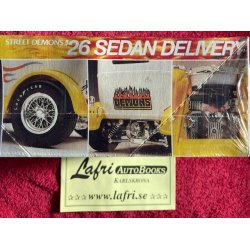 STREET DEMONS '26 SEDAN DELIVERY
DEMONS
Lafri AUTOBOOKS
KARLSKRONA
☆☆☆ www.lafri.se ☆☆☆